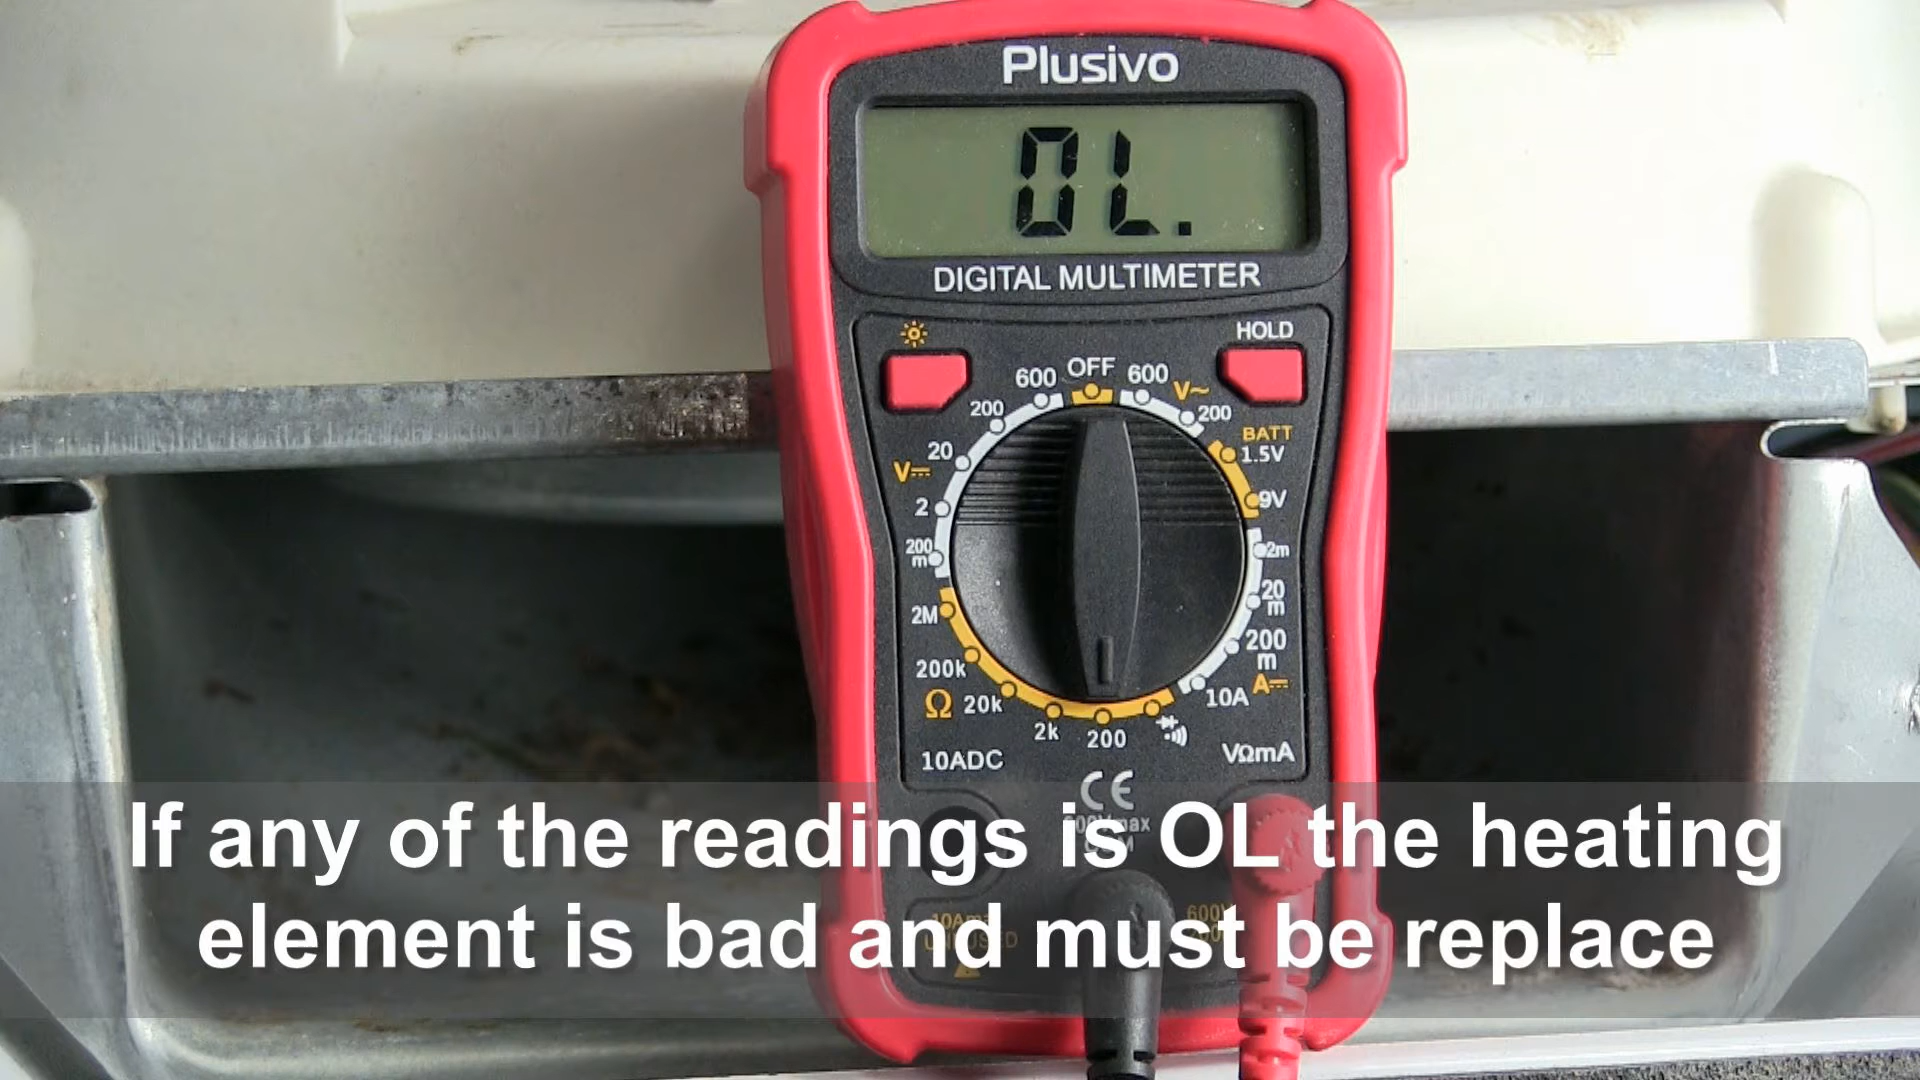 Plusivo
OL.
DIGITAL MULTIMETER
HOLD
OFF
600
600
V~
200
200
BATT
1.5V
20
V
9V
2
2m
200
m
20
m
2M
200
m
200k
A
10A
Ω
20k
2k
200
10ADC
VΩmA
CE
If any of the readings is OL the heating
element is bad and must be replace